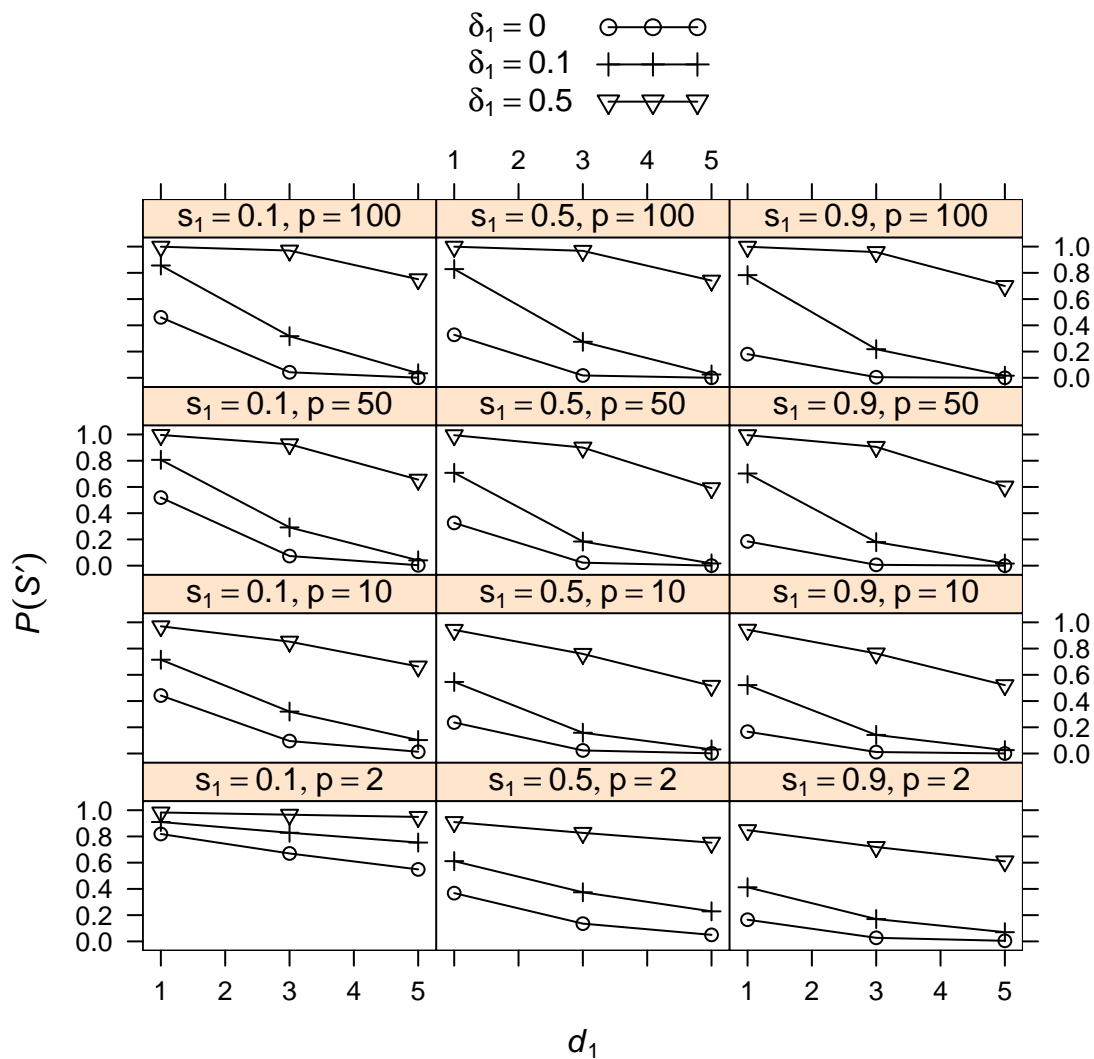 δ₁ = 0
δ₁ = 0.1
δ₁ = 0.5
1 2 3 4 5
s₁ = 0.1, p = 100 s₁ = 0.5, p = 100 s₁ = 0.9, p = 100
1.0
0.8
0.6
0.4
0.2
0.0
s₁ = 0.1, p = 50 s₁ = 0.5, p = 50 s₁ = 0.9, p = 50
1.0
0.8
0.6
0.4
0.2
0.0
P(S′)
s₁ = 0.1, p = 10 s₁ = 0.5, p = 10 s₁ = 0.9, p = 10
1.0
0.8
0.6
0.4
0.2
0.0
s₁ = 0.1, p = 2 s₁ = 0.5, p = 2 s₁ = 0.9, p = 2
1.0
0.8
0.6
0.4
0.2
0.0
1 2 3 4 5 1 2 3 4 5
d₁